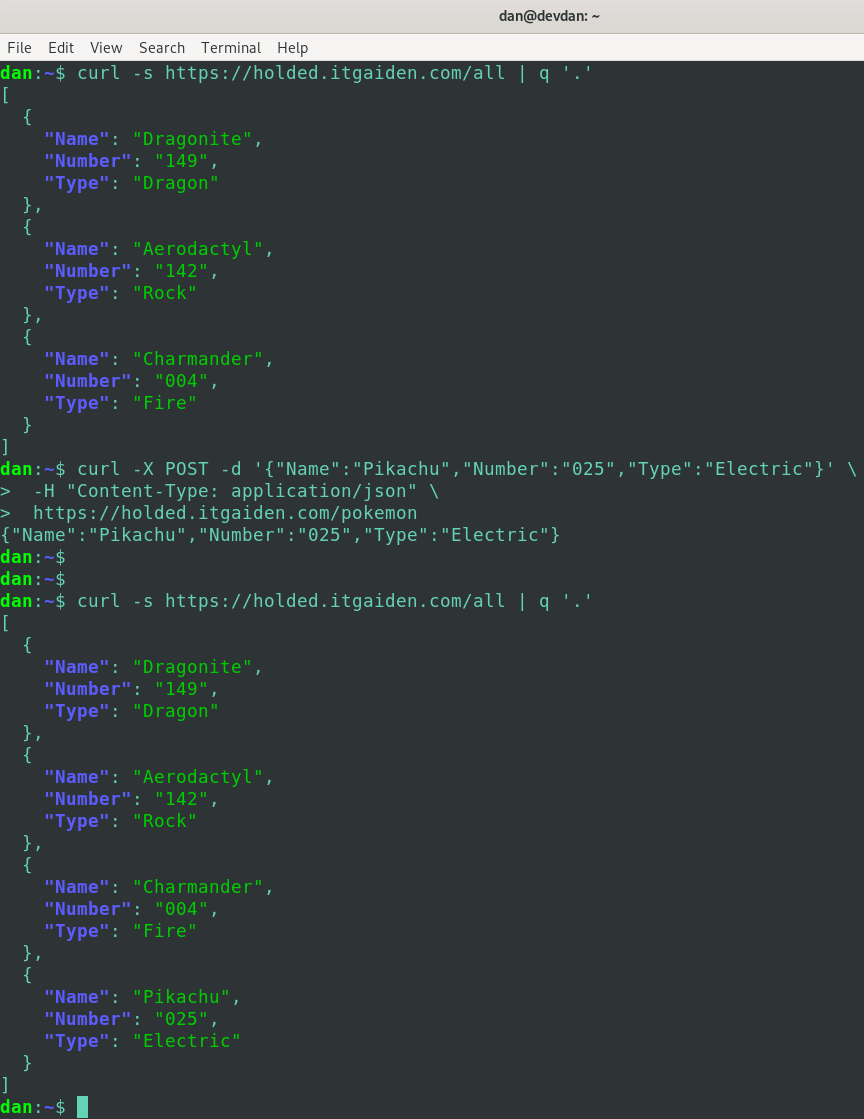 dan@devdan: ~
File Edit View Search Terminal Help
dan:~$ curl -s https://holded.itgaiden.com/all | q '.'
[
  {
    "Name": "Dragonite",
    "Number": "149",
    "Type": "Dragon"
  },
  {
    "Name": "Aerodactyl",
    "Number": "142",
    "Type": "Rock"
  },
  {
    "Name": "Charmander",
    "Number": "004",
    "Type": "Fire"
  }
]
dan:~$ curl -X POST -d '{"Name":"Pikachu","Number":"025","Type":"Electric"}' \
>  -H "Content-Type: application/json" \
>  https://holded.itgaiden.com/pokemon
{"Name":"Pikachu","Number":"025","Type":"Electric"}
dan:~$
dan:~$
dan:~$ curl -s https://holded.itgaiden.com/all | q '.'
[
  {
    "Name": "Dragonite",
    "Number": "149",
    "Type": "Dragon"
  },
  {
    "Name": "Aerodactyl",
    "Number": "142",
    "Type": "Rock"
  },
  {
    "Name": "Charmander",
    "Number": "004",
    "Type": "Fire"
  },
  {
    "Name": "Pikachu",
    "Number": "025",
    "Type": "Electric"
  }
]
dan:~$